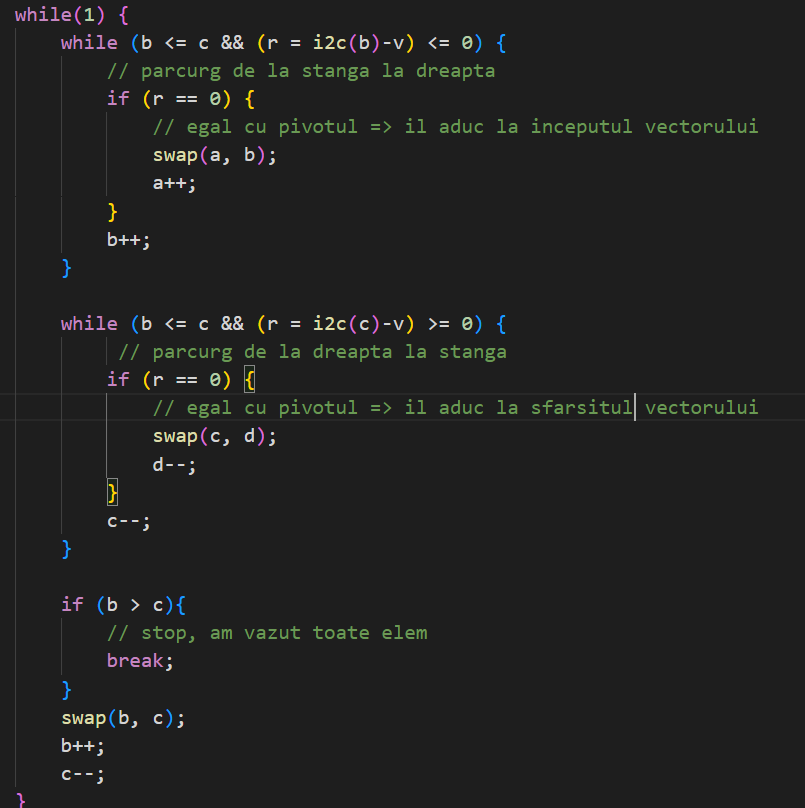 while(1) {
    while (b <= c && (r = i2c(b)-v) <= 0) {
        // parcurg de la stanga la dreapta
        if (r == 0) {
            // egal cu pivotul => il aduc la inceputul vectorului
            swap(a, b);
            a++;
        }
        b++;
    }

    while (b <= c && (r = i2c(c)-v) >= 0) {
         // parcurg de la dreapta la stanga
        if (r == 0) {
            // egal cu pivotul => il aduc la sfarsitul vectorului
            swap(c, d);
            d--;
        }
        c--;
    }

    if (b > c){
        // stop, am vazut toate elem
        break;
    }
    swap(b, c);
    b++;
    c--;
}